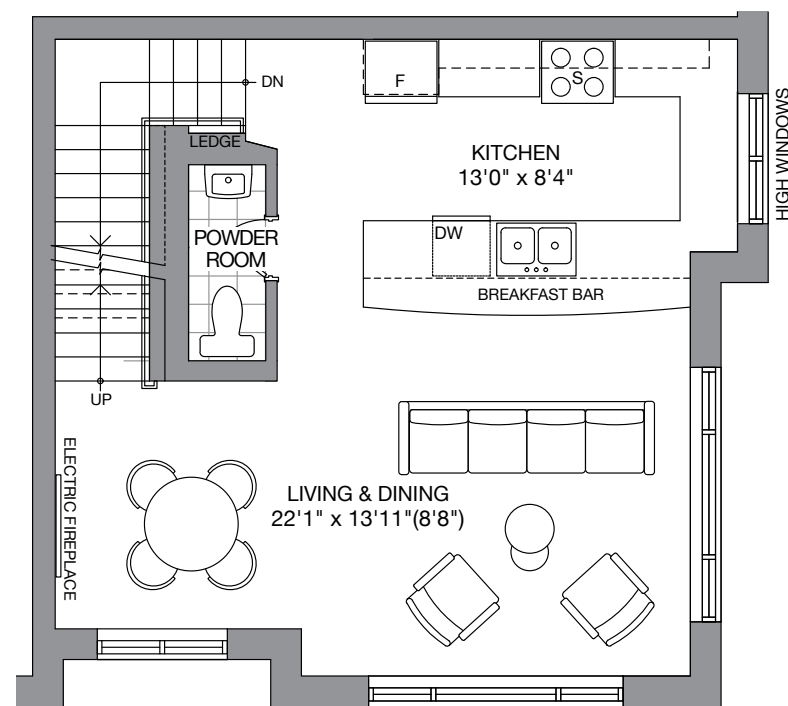 DN
F
S
LEDGE
KITCHEN
13'0" x 8'4"
HIGH WINDOWS
POWDER
ROOM
DW
BREAKFAST BAR
UP
ELECTRIC FIREPLACE
LIVING & DINING
22'1" x 13'11"(8'8")